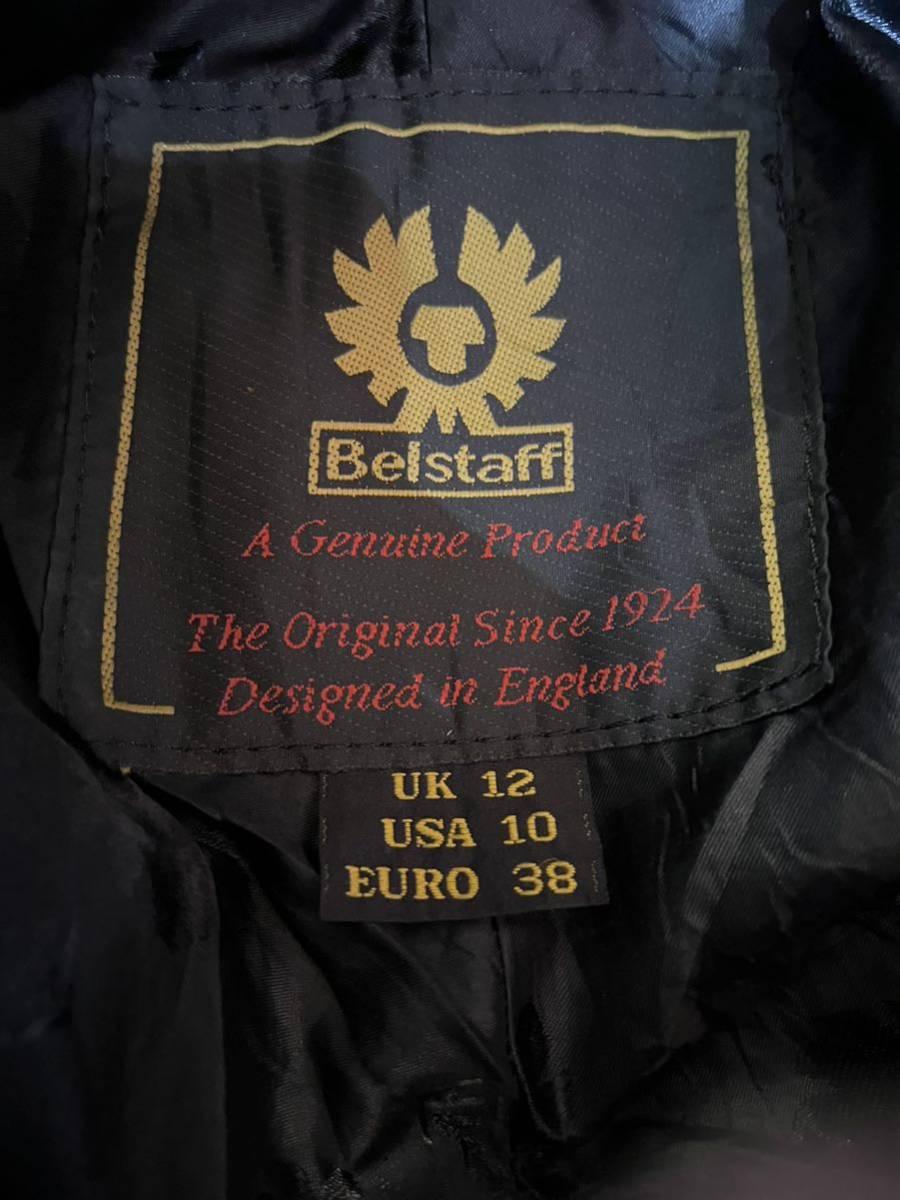 Belstaff
A Genuine Product
The Original Since 1924
Designed in England
UK 12
USA 10
EURO 38